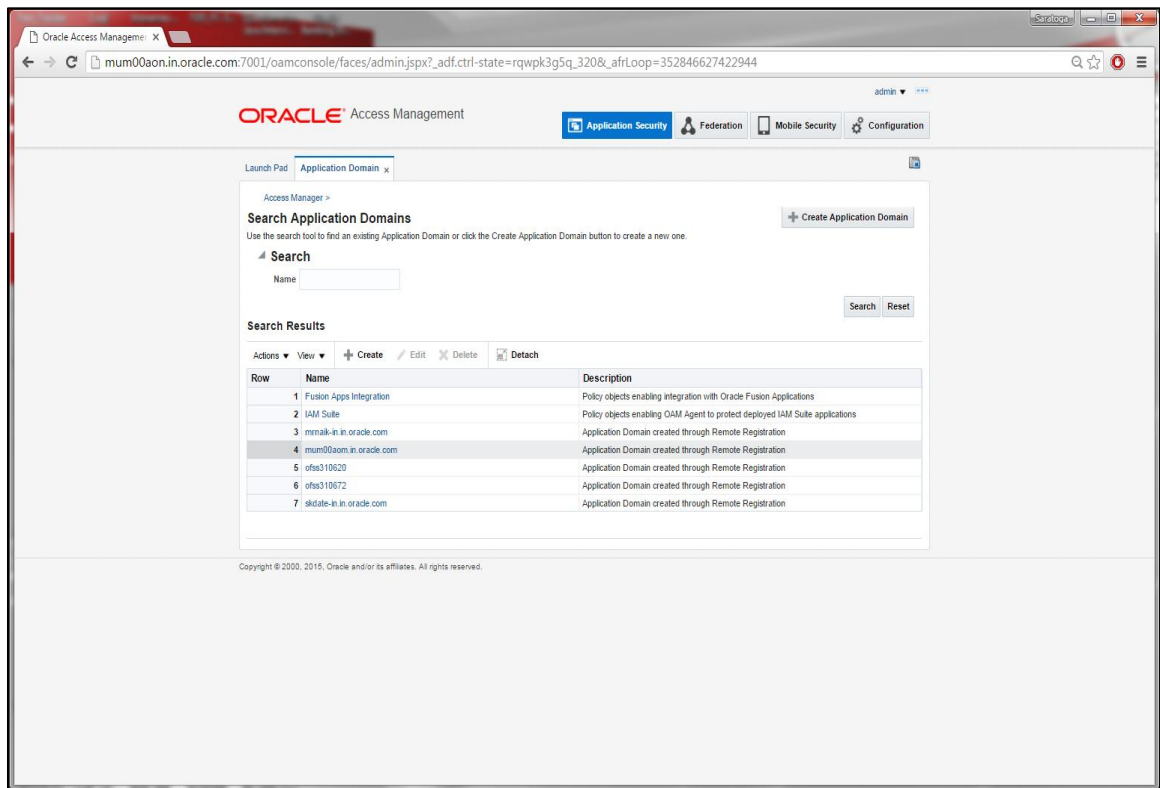 Saratoga
Oracle Access Manageme
mum00aon.in.oracle.com:7001/oamconsole/faces/admin.jspx?_adf.ctrl-state=rqwpk3g5q_320&_afrLoop=352846627422944
admin
ORACLE Access Management
Application Security Federation Mobile Security Configuration
Launch Pad Application Domain x
Access Manager >
Search Application Domains
Create Application Domain
Use the search tool to find an existing Application Domain or click the Create Application Domain button to create a new one.
Search
Name
Search Reset
Search Results
Actions View Create Edit Delete Detach
Row Name Description
1 Fusion Apps Integration Policy objects enabling integration with Oracle Fusion Applications
2 IAM Suite Policy objects enabling OAM Agent to protect deployed IAM Suite applications
3 mrnaik-in.in.oracle.com Application Domain created through Remote Registration
4 mum00aom.in.oracle.com Application Domain created through Remote Registration
5 ofss310620 Application Domain created through Remote Registration
6 ofss310672 Application Domain created through Remote Registration
7 skdate-in.in.oracle.com Application Domain created through Remote Registration
Copyright © 2000, 2015, Oracle and/or its affiliates. All rights reserved.